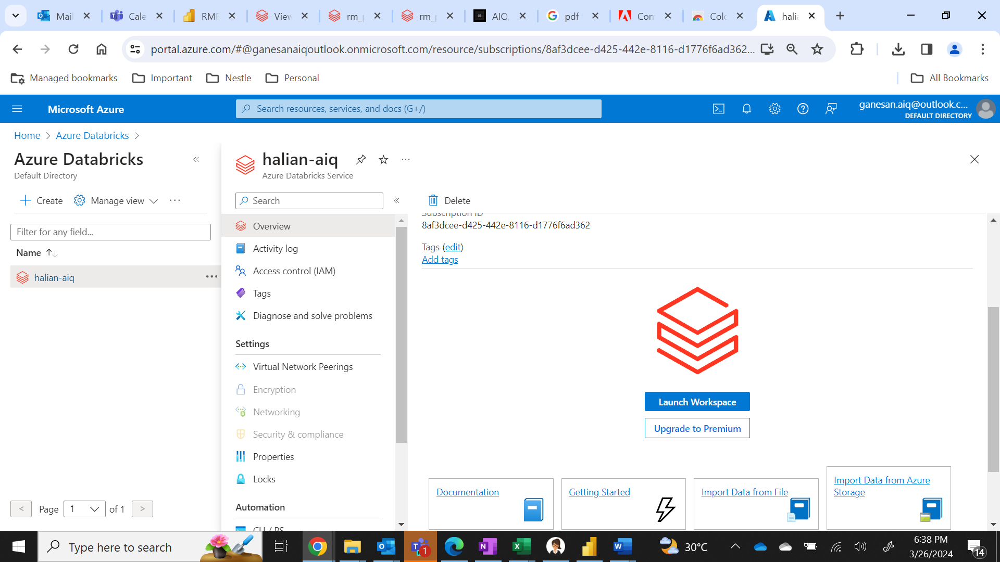 Mail
Cale
RMF
View
rm_
rm_
AIQ
pdf
Con
Colo
halia
portal.azure.com/#@ganesanaiqoutlook.onmicrosoft.com/resource/subscriptions/8af3dcee-d425-442e-8116-d1776f6ad362...
Managed bookmarks
Important
Nestle
Personal
All Bookmarks
Microsoft Azure
Search resources, services, and docs (G+/)
ganesan.aiq@outlook.c...
DEFAULT DIRECTORY
Home > Azure Databricks >
Azure Databricks
Default Directory
halian-aiq
Azure Databricks Service
Create
Manage view
Search
Delete
Filter for any field...
Name
halian-aiq
Overview
Activity log
Access control (IAM)
Tags
Diagnose and solve problems
Settings
Virtual Network Peerings
Encryption
Networking
Security & compliance
Properties
Locks
Automation
CLI / PS
Subscription ID
8af3dcee-d425-442e-8116-d1776f6ad362
Tags (edit)
Add tags
Launch Workspace
Upgrade to Premium
Documentation
Getting Started
Import Data from File
Import Data from Azure
Storage
< Page 1 of 1 >
Type here to search
1
30°C
6:38 PM
3/26/2024
14